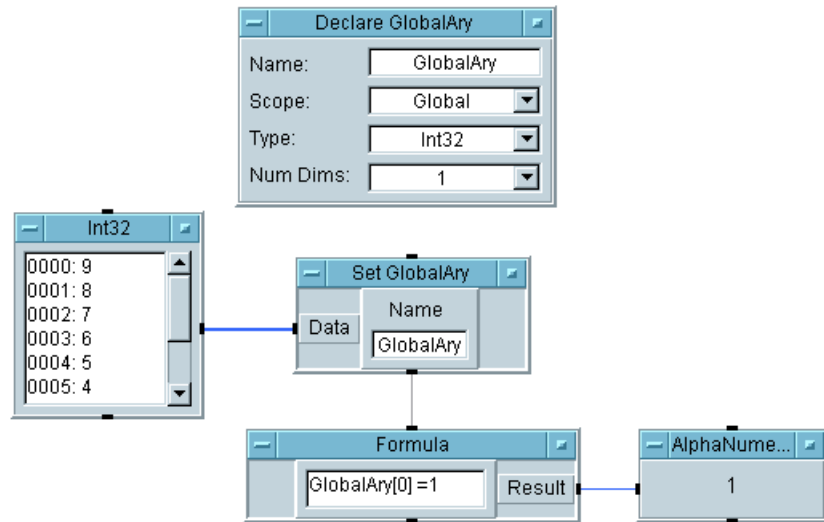 Declare GlobalAry
Name: GlobalAry
Scope: Global
Type: Int32
Num Dims: 1
Int32
0000: 9
0001: 8
0002: 7
0003: 6
0004: 5
0005: 4
Set GlobalAry
Data
Name
GlobalAry
Formula
GlobalAry[0] =1
Result
AlphaNume...
1